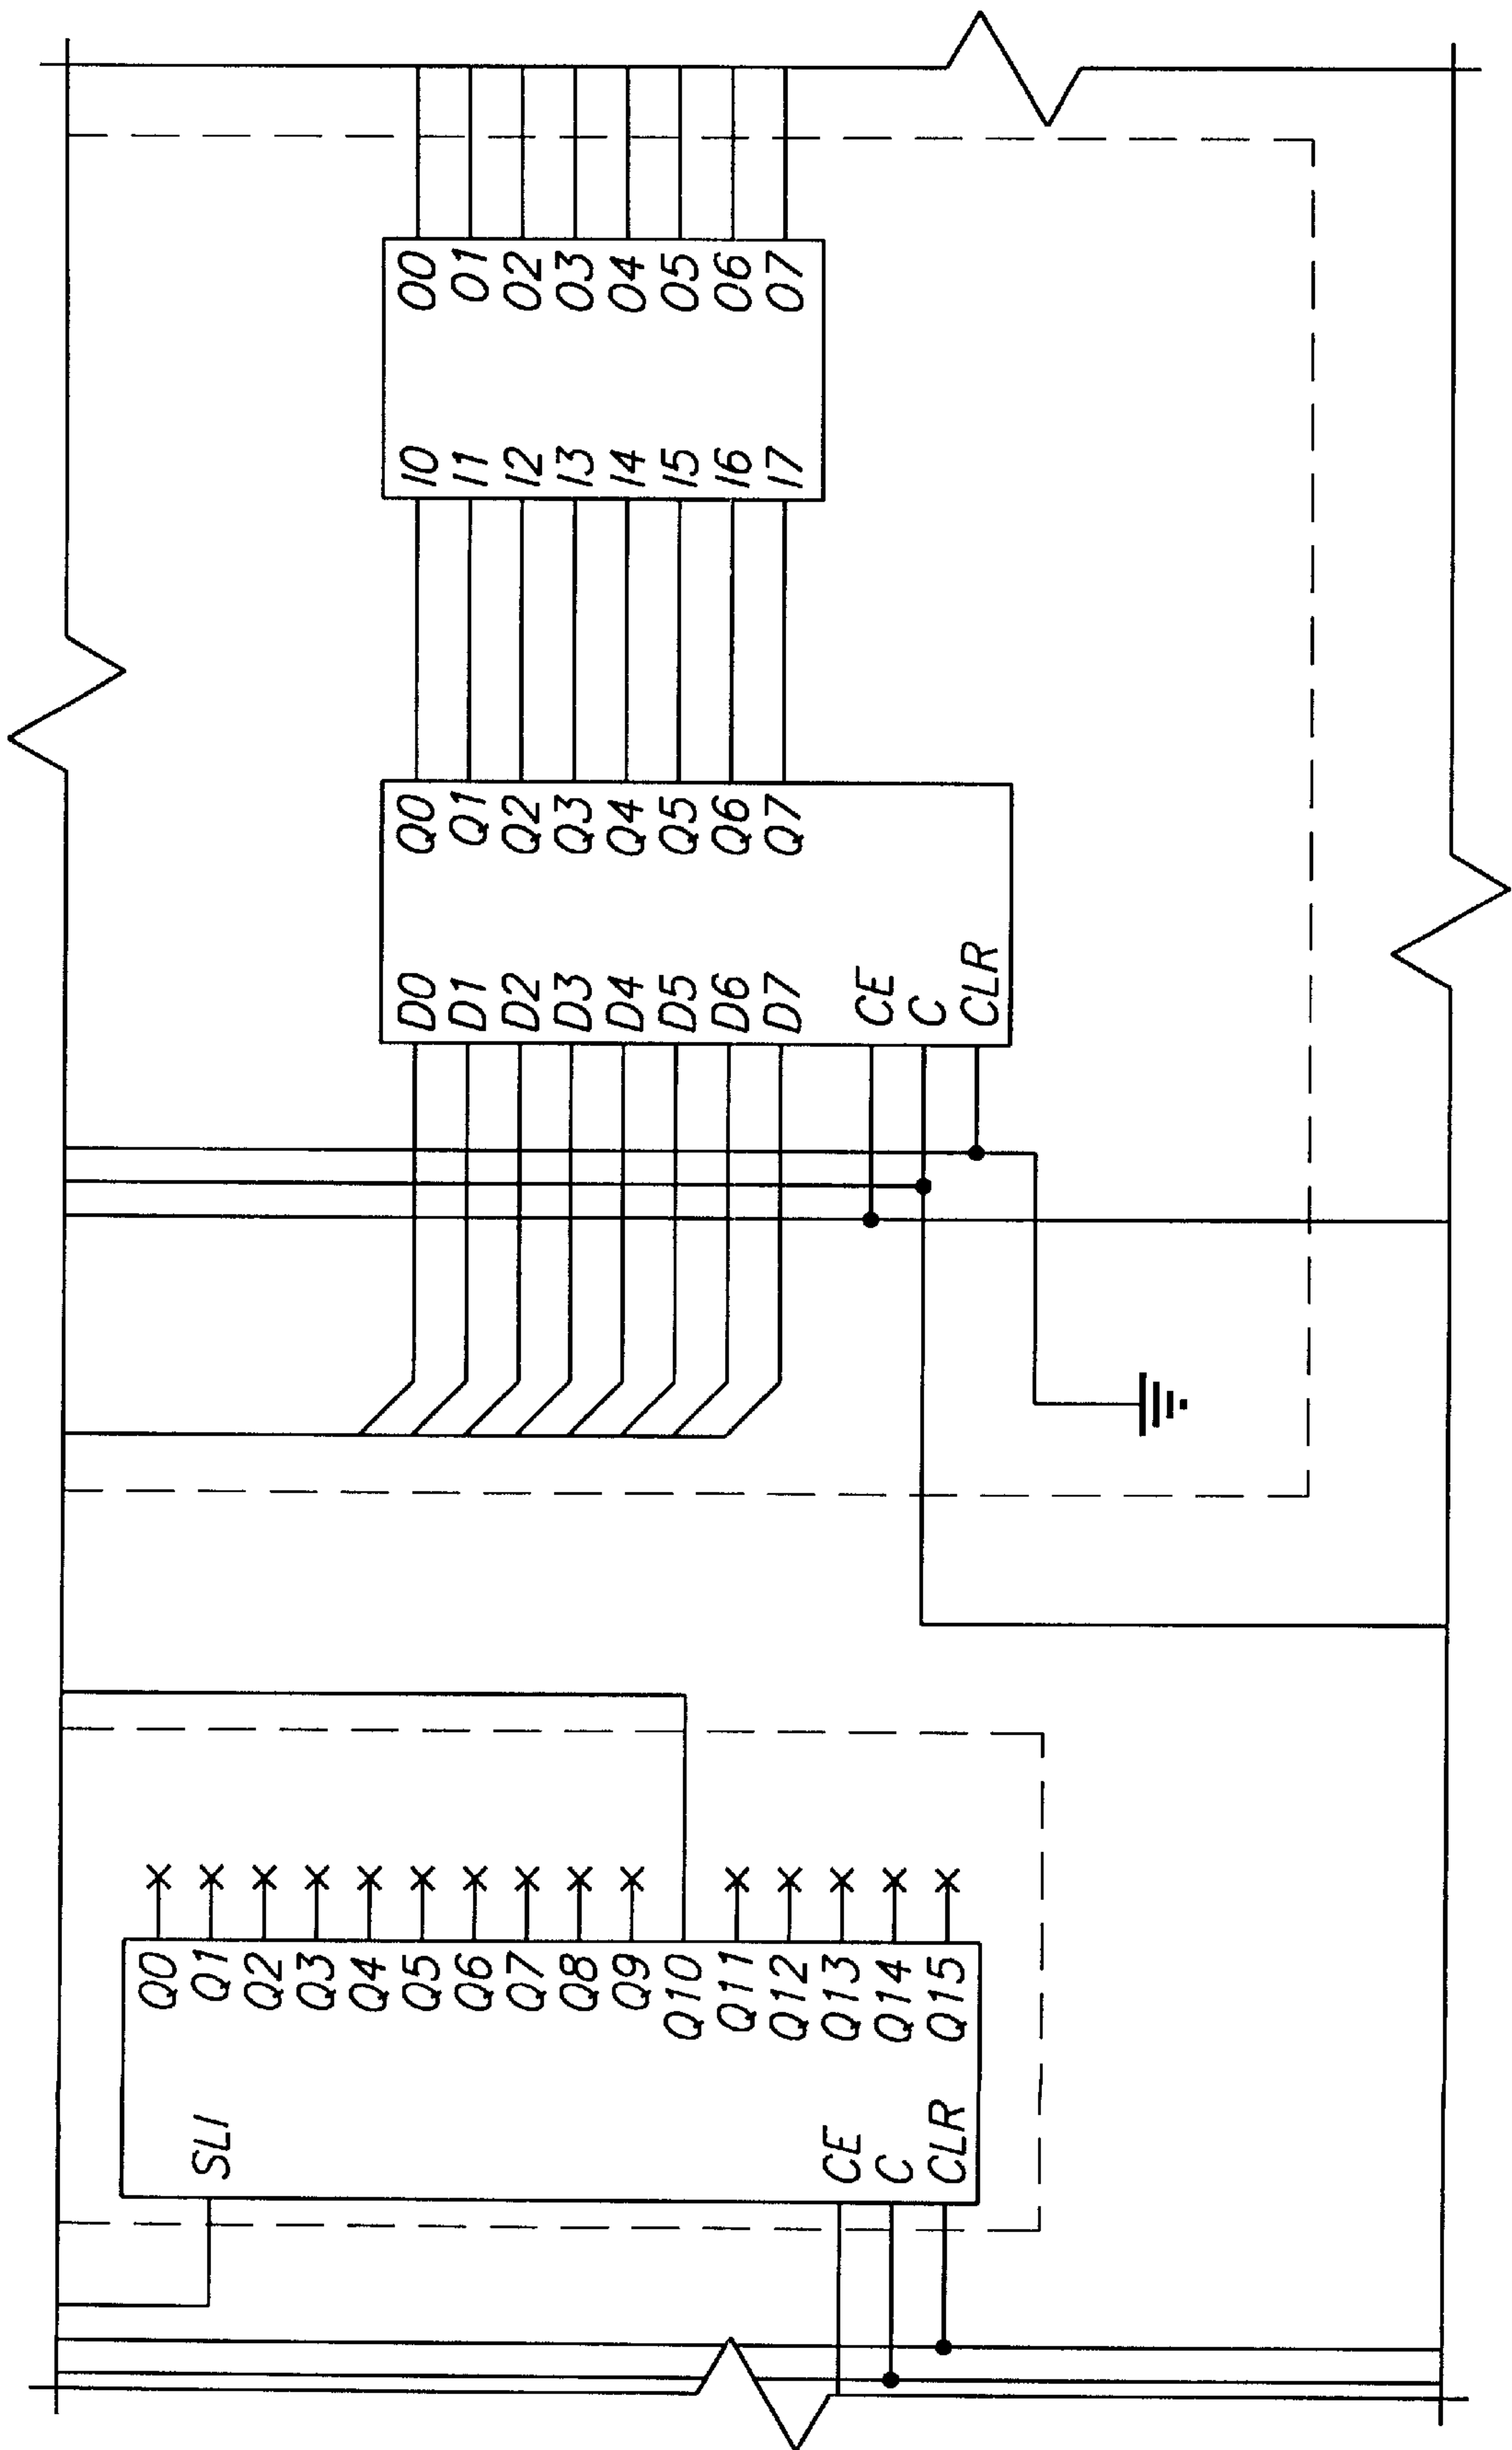 O0
O1
O2
O3
O4
O5
O6
O7
I0
I1
I2
I3
I4
I5
I6
I7
Q0
Q1
Q2
Q3
Q4
Q5
Q6
Q7
D0
D1
D2
D3
D4
D5
D6
D7
CE
C
CLR
Q0
Q1
Q2
Q3
Q4
Q5
Q6
Q7
Q8
Q9
Q10
Q11
Q12
Q13
Q14
Q15
SLI
CE
C
CLR